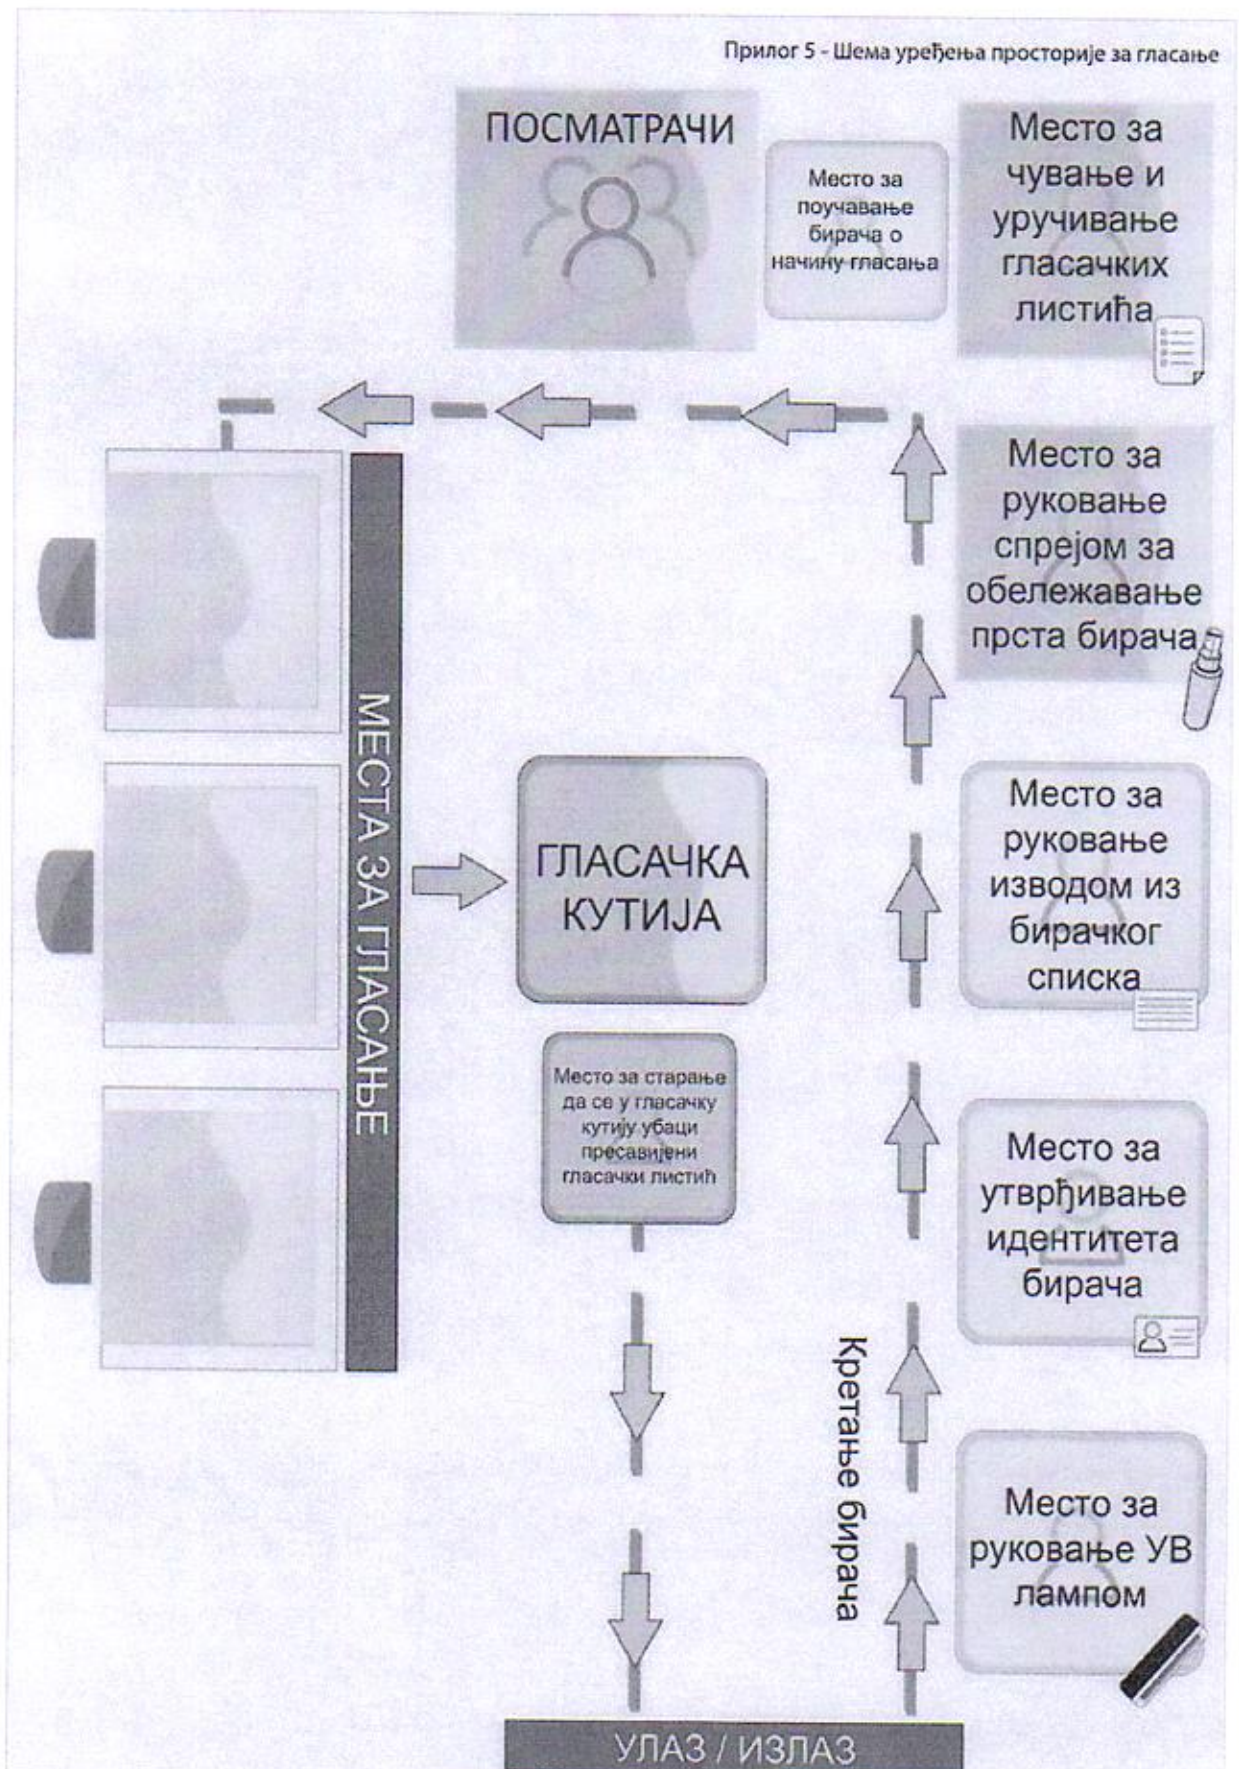 Прилог 5 - Шема уређења просторије за гласање
ПОСМАТРАЧИ
Место за
поучавање
бирача о
начину гласања
Место за
чување и
уручивање
гласачких
листића
Место за
руковање
спрејом за
обележавање
прста бирача
МЕСТА ЗА ГЛАСАЊЕ
ГЛАСАЧКА
КУТИЈА
Место за
руковање
изводом из
бирачког
списка
Место за старање
да се у гласачку
кутију убаци
пресавијени
гласачки листић
Место за
утврђивање
идентитета
бирача
Кретање бирача
Место за
руковање УВ
лампом
УЛАЗ / ИЗЛАЗ